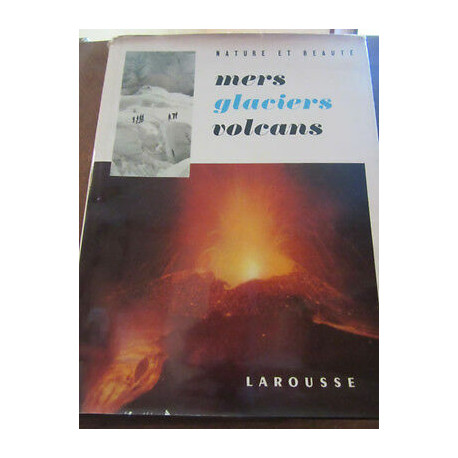 NATURE ET BEAUTÉ
mers
glaciers
volcans
LAROUSSE